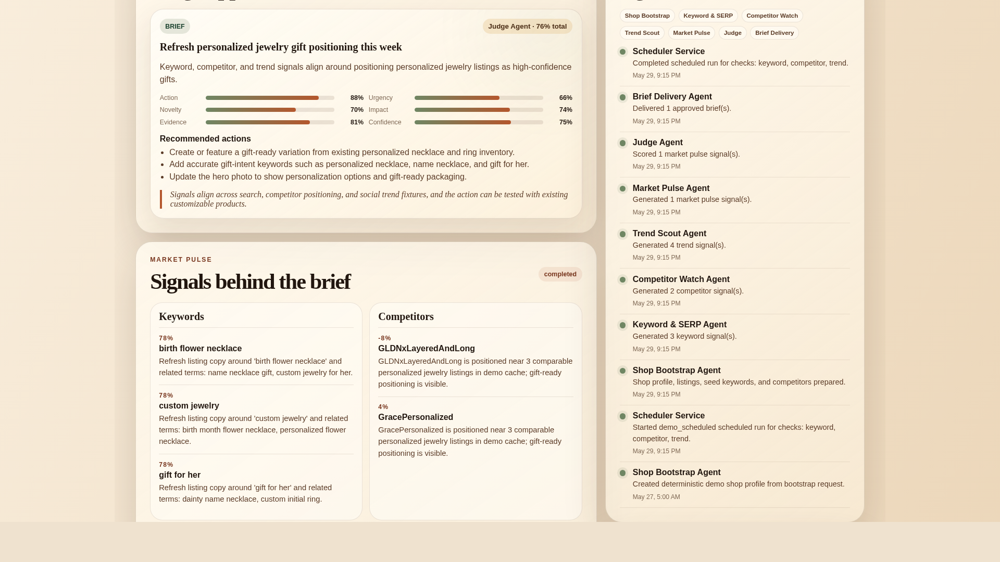 BRIEF
Judge Agent · 76% total
Refresh personalized jewelry gift positioning this week
Keyword, competitor, and trend signals align around positioning personalized jewelry listings as high-confidence
gifts.
Action 88% Urgency 66%
Novelty 70% Impact 74%
Evidence 81% Confidence 75%
Recommended actions
• Create or feature a gift-ready variation from existing personalized necklace and ring inventory.
• Add accurate gift-intent keywords such as personalized necklace, name necklace, and gift for her.
• Update the hero photo to show personalization options and gift-ready packaging.
Signals align across search, competitor positioning, and social trend fixtures, and the action can be tested with existing
customizable products.
MARKET PULSE
Signals behind the brief
completed
Keywords
78%
birth flower necklace
Refresh listing copy around 'birth flower necklace' and
related terms: name necklace gift, custom jewelry for her.
78%
custom jewelry
Refresh listing copy around 'custom jewelry' and related
terms: birth month flower necklace, personalized flower
necklace.
78%
gift for her
Refresh listing copy around 'gift for her' and related
terms: dainty name necklace, custom initial ring.
Competitors
-8%
GLDNxLayeredAndLong
GLDNxLayeredAndLong is positioned near 3 comparable
personalized jewelry listings in demo cache; gift-ready
positioning is visible.
4%
GracePersonalized
GracePersonalized is positioned near 3 comparable
personalized jewelry listings in demo cache; gift-ready
positioning is visible.
Shop Bootstrap Keyword & SERP Competitor Watch
Trend Scout Market Pulse Judge Brief Delivery
Scheduler Service
Completed scheduled run for checks: keyword, competitor, trend.
May 29, 9:15 PM
Brief Delivery Agent
Delivered 1 approved brief(s).
May 29, 9:15 PM
Judge Agent
Scored 1 market pulse signal(s).
May 29, 9:15 PM
Market Pulse Agent
Generated 1 market pulse signal(s).
May 29, 9:15 PM
Trend Scout Agent
Generated 4 trend signal(s).
May 29, 9:15 PM
Competitor Watch Agent
Generated 2 competitor signal(s).
May 29, 9:15 PM
Keyword & SERP Agent
Generated 3 keyword signal(s).
May 29, 9:15 PM
Shop Bootstrap Agent
Shop profile, listings, seed keywords, and competitors prepared.
May 29, 9:15 PM
Scheduler Service
Started demo_scheduled scheduled run for checks: keyword,
competitor, trend.
May 29, 9:15 PM
Shop Bootstrap Agent
Created deterministic demo shop profile from bootstrap request.
May 27, 5:00 AM